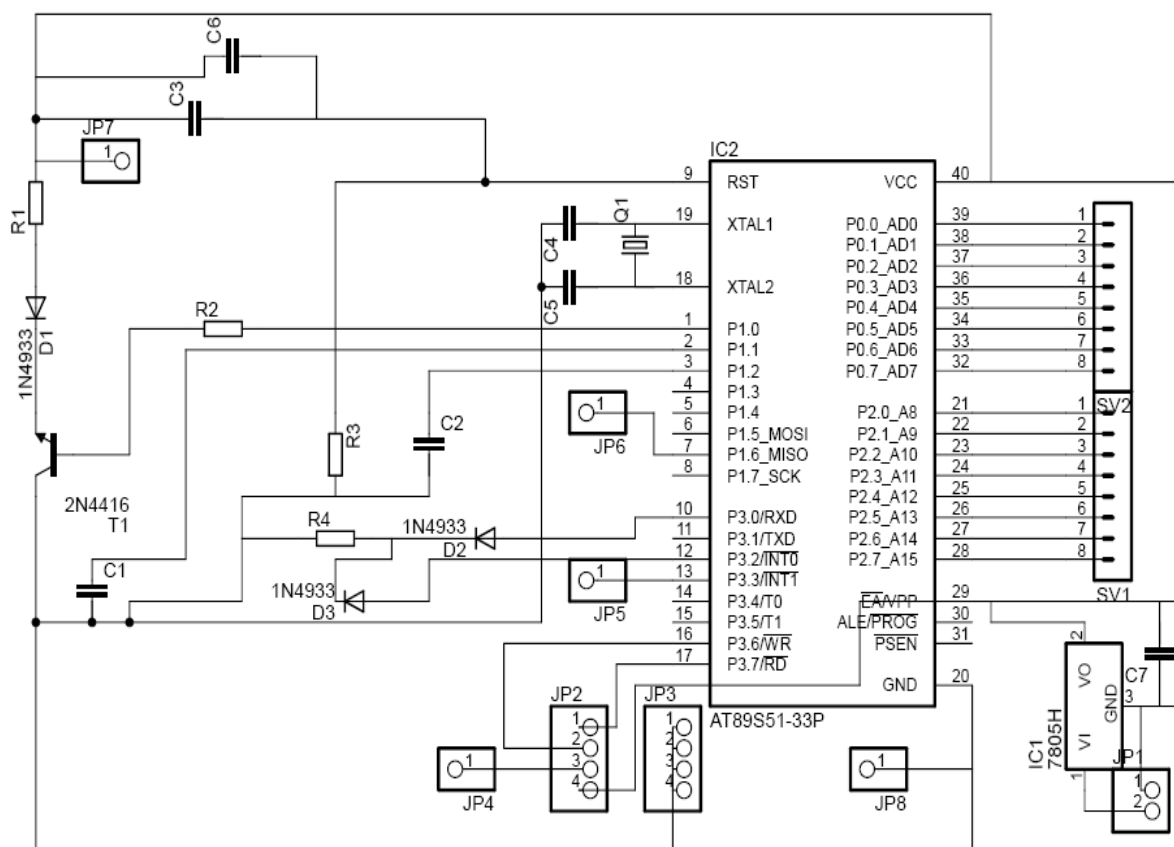 C6
C3
JP7
1
R1
1N4933
D1
R2
2N4416
T1
C1
R3
C2
R4
1N4933
D2
1N4933
D3
C4
C5
Q1
JP6
1
JP5
1
IC2
9 RST VCC 40
19 XTAL1 P0.0_AD0 39 1
P0.1_AD1 38 2
P0.2_AD2 37 3
18 XTAL2 P0.3_AD3 36 4
P0.4_AD4 35 5
1 P1.0 P0.5_AD5 34 6
2 P1.1 P0.6_AD6 33 7
3 P1.2 P0.7_AD7 32 8
4 P1.3
SV2
5 P1.4 P2.0_A8 21 1
6 P1.5_MOSI P2.1_A9 22 2
7 P1.6_MISO P2.2_A10 23 3
8 P1.7_SCK P2.3_A11 24 4
P2.4_A12 25 5
10 P3.0/RXD P2.5_A13 26 6
11 P3.1/TXD P2.6_A14 27 7
12 P3.2/INT0 P2.7_A15 28 8
13 P3.3/INT1
SV1
14 P3.4/T0 EA/VPP 29
15 P3.5/T1 ALE/PROG 30
16 P3.6/WR PSEN 31
17 P3.7/RD
GND 20
AT89S51-33P
JP2
1
2
3
4
JP3
1
2
3
4
JP4
1
JP8
1
IC1
7805H
VO
VI
GND
2
3
1
C7
JP1
1
2